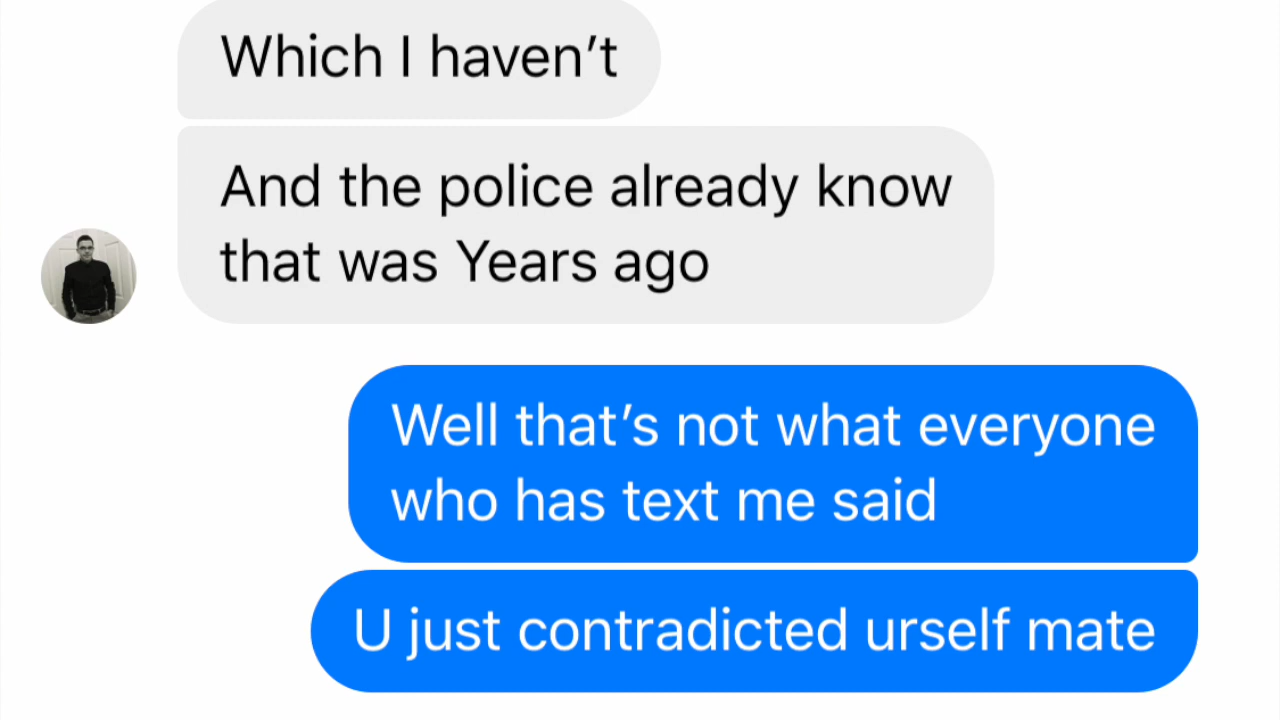 Which I haven’t
And the police already know
that was Years ago
Well that’s not what everyone
who has text me said
U just contradicted urself mate